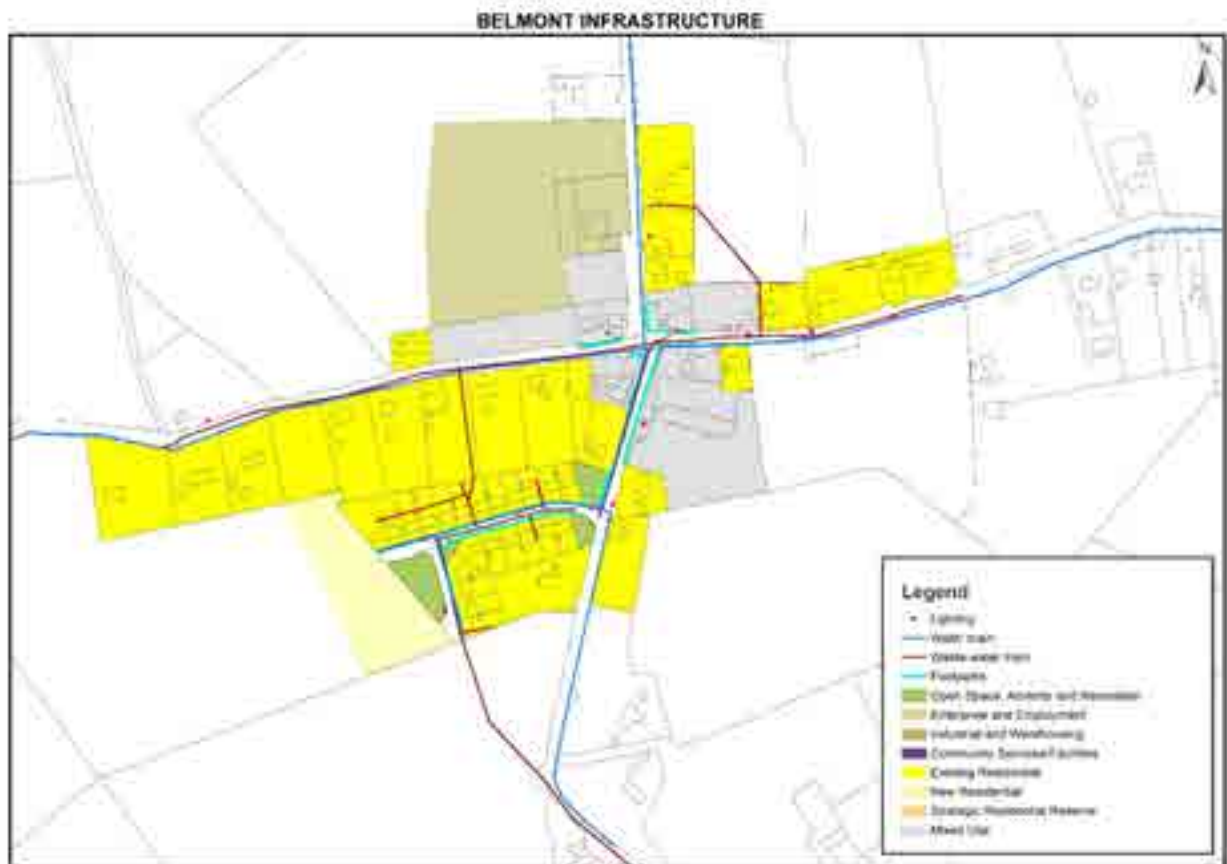 BELMONT INFRASTRUCTURE
N
Legend
Lighting
Water main
Waste water main
Footpaths
Open Space, Amenity and Recreation
Enterprise and Employment
Industrial and Warehousing
Community Services/Facilities
Existing Residential
New Residential
Strategic Residential Reserve
Mixed Use